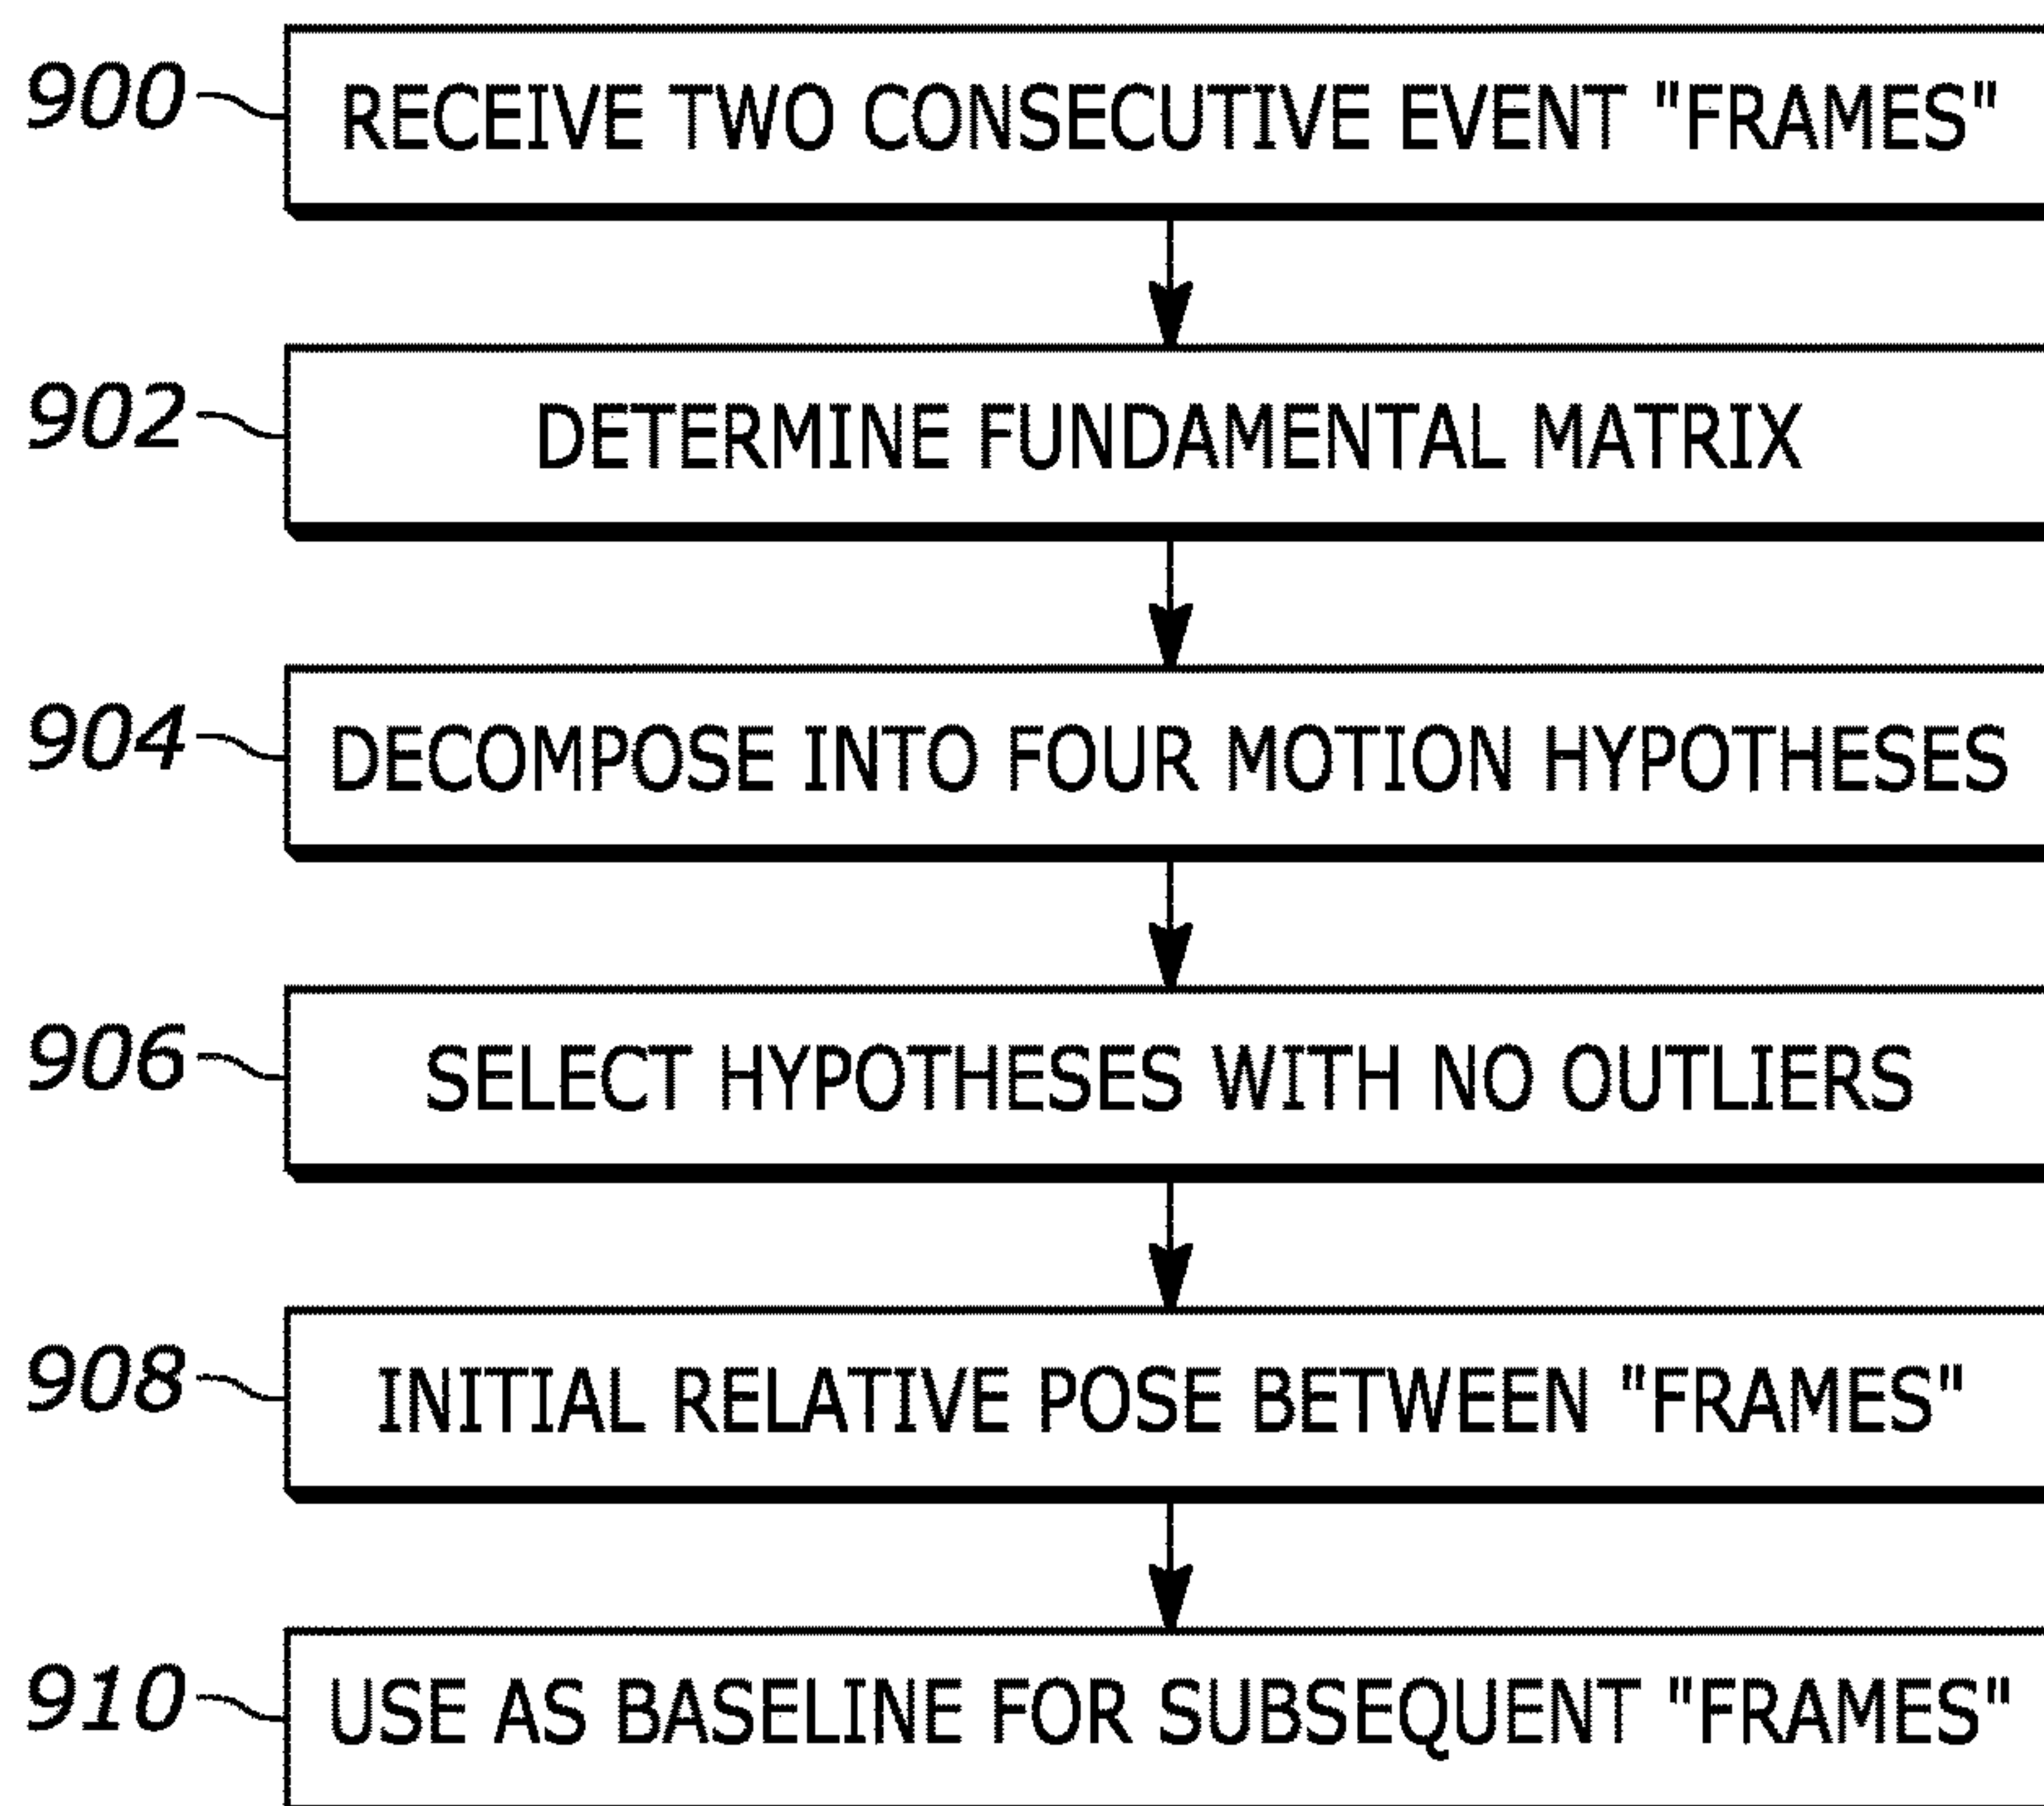 900 RECEIVE TWO CONSECUTIVE EVENT "FRAMES"
902 DETERMINE FUNDAMENTAL MATRIX
904 DECOMPOSE INTO FOUR MOTION HYPOTHESES
906 SELECT HYPOTHESES WITH NO OUTLIERS
908 INITIAL RELATIVE POSE BETWEEN "FRAMES"
910 USE AS BASELINE FOR SUBSEQUENT "FRAMES"